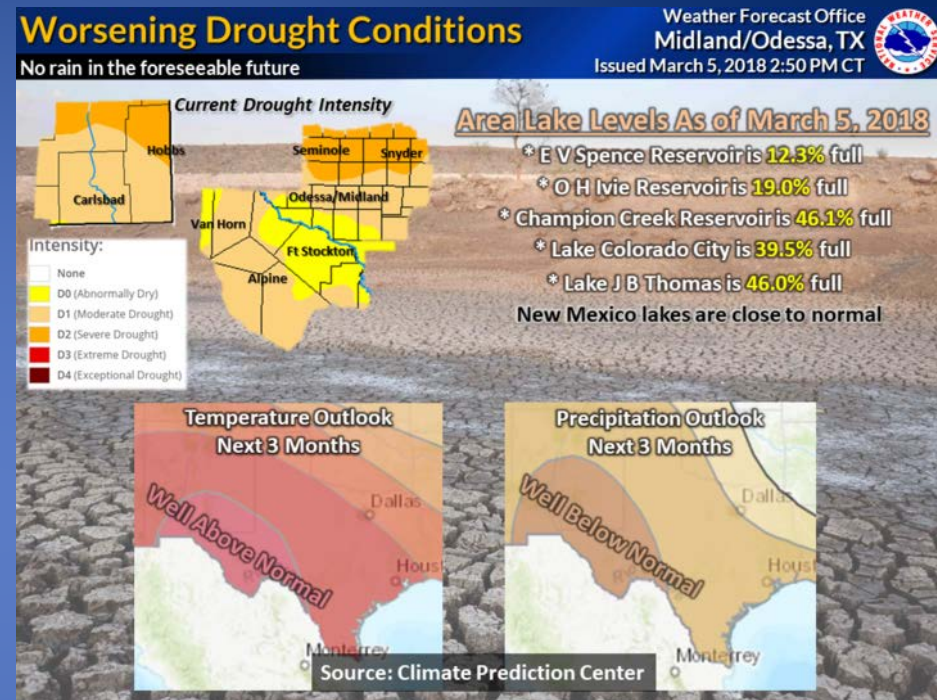 Worsening Drought Conditions
No rain in the foreseeable future
Weather Forecast Office
Midland/Odessa, TX
Issued March 5, 2018 2:50 PM CT
NATIONAL WEATHER SERVICE
Current Drought Intensity
Hobbs
Carlsbad
Seminole
Snyder
Odessa/Midland
Van Horn
Ft Stockton
Alpine
Intensity:
None
D0 (Abnormally Dry)
D1 (Moderate Drought)
D2 (Severe Drought)
D3 (Extreme Drought)
D4 (Exceptional Drought)
Area Lake Levels As of March 5, 2018
* E V Spence Reservoir is 12.3% full
* O H Ivie Reservoir is 19.0% full
* Champion Creek Reservoir is 46.1% full
* Lake Colorado City is 39.5% full
* Lake J B Thomas is 46.0% full
New Mexico lakes are close to normal
Temperature Outlook
Next 3 Months
Dallas
Well Above Normal
Houst
Monterrey
Precipitation Outlook
Next 3 Months
Dallas
Well Below Normal
Houst
Monterrey
Source: Climate Prediction Center